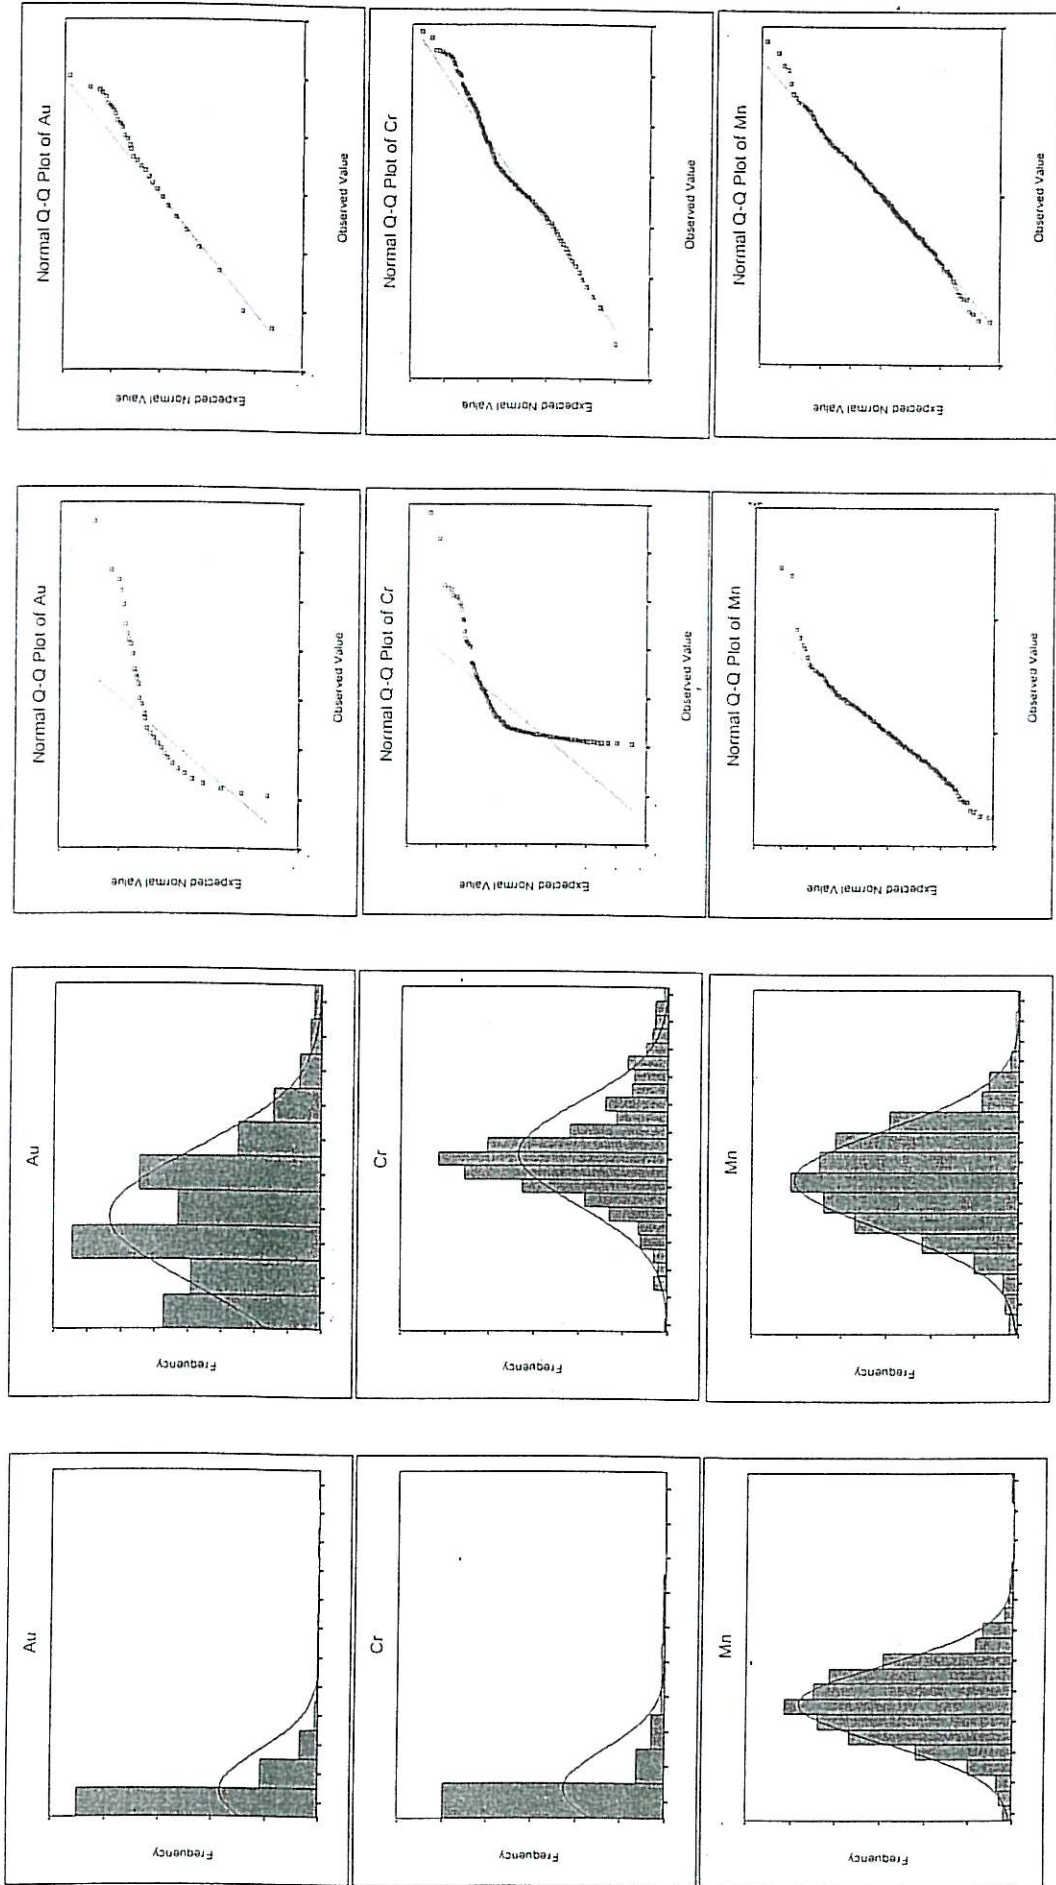 Normal Q-Q Plot of Au
Expected Normal Value
Observed Value
Normal Q-Q Plot of Cr
Expected Normal Value
Observed Value
Normal Q-Q Plot of Mn
Expected Normal Value
Observed Value
Normal Q-Q Plot of Au
Expected Normal Value
Observed Value
Normal Q-Q Plot of Cr
Expected Normal Value
Observed Value
Normal Q-Q Plot of Mn
Expected Normal Value
Observed Value
Au
Frequency
Cr
Frequency
Mn
Frequency
Au
Frequency
Cr
Frequency
Mn
Frequency